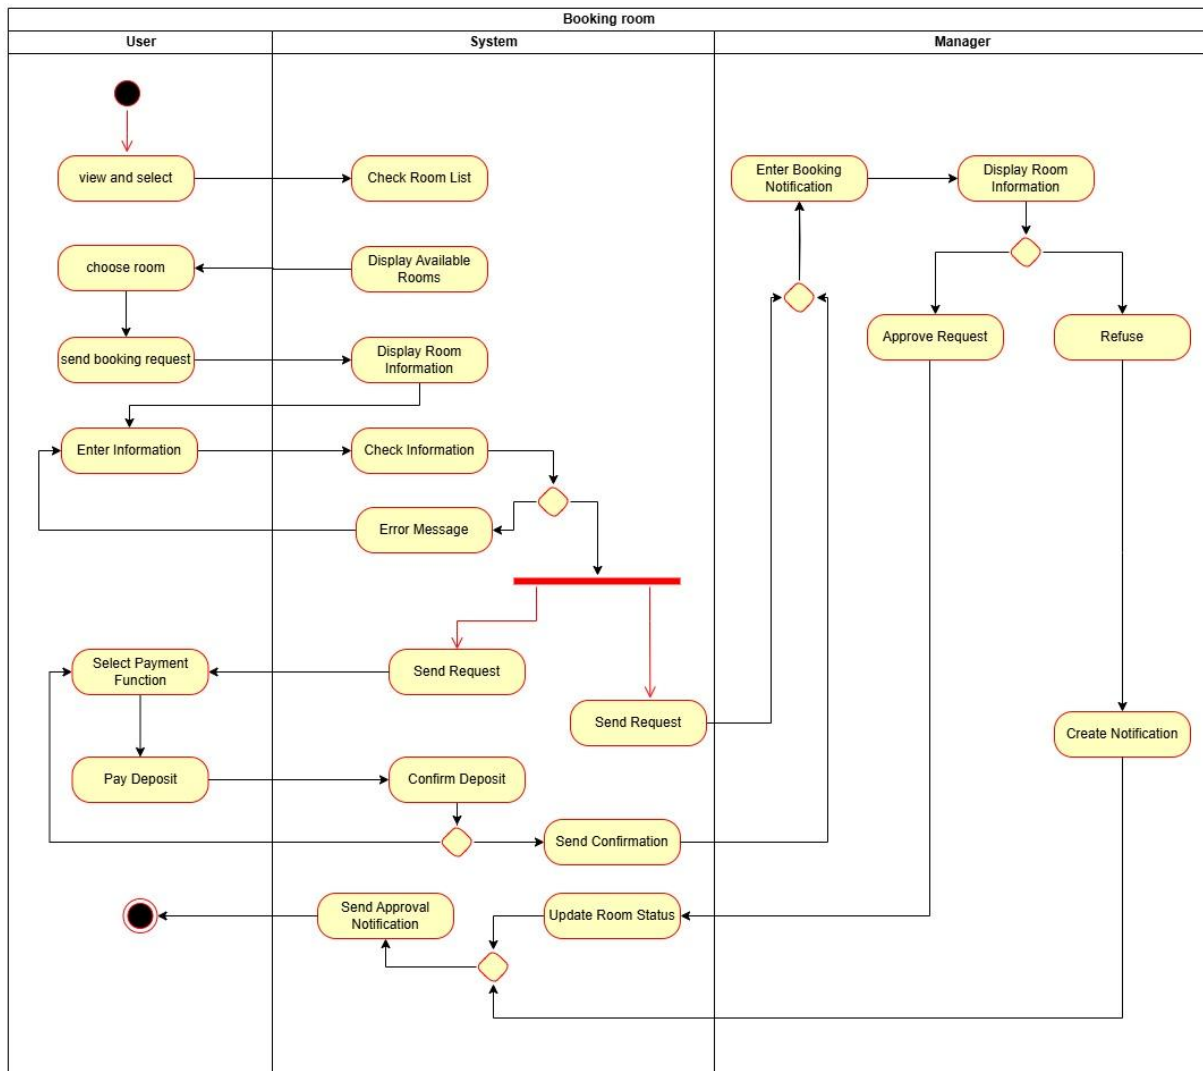 Booking room
User
System
Manager
view and select
Check Room List
Enter Booking
Notification
Display Room
Information
choose room
Display Available
Rooms
send booking request
Display Room
Information
Approve Request
Refuse
Enter Information
Check Information
Error Message
Select Payment
Function
Send Request
Send Request
Create Notification
Pay Deposit
Confirm Deposit
Send Confirmation
Send Approval
Notification
Update Room Status